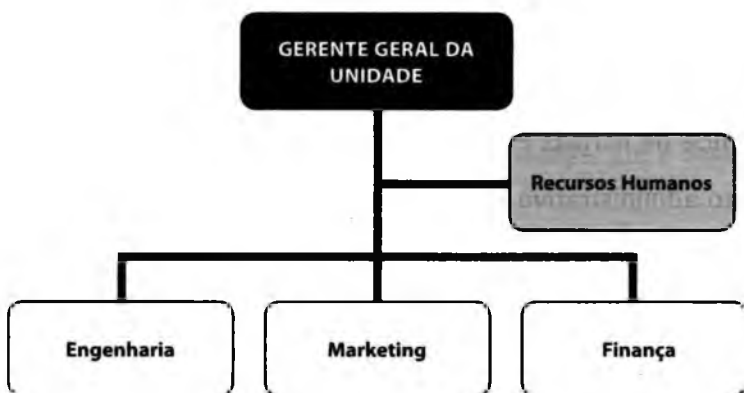 GERENTE GERAL DA
UNIDADE
Recursos Humanos
Engenharia
Marketing
Finança